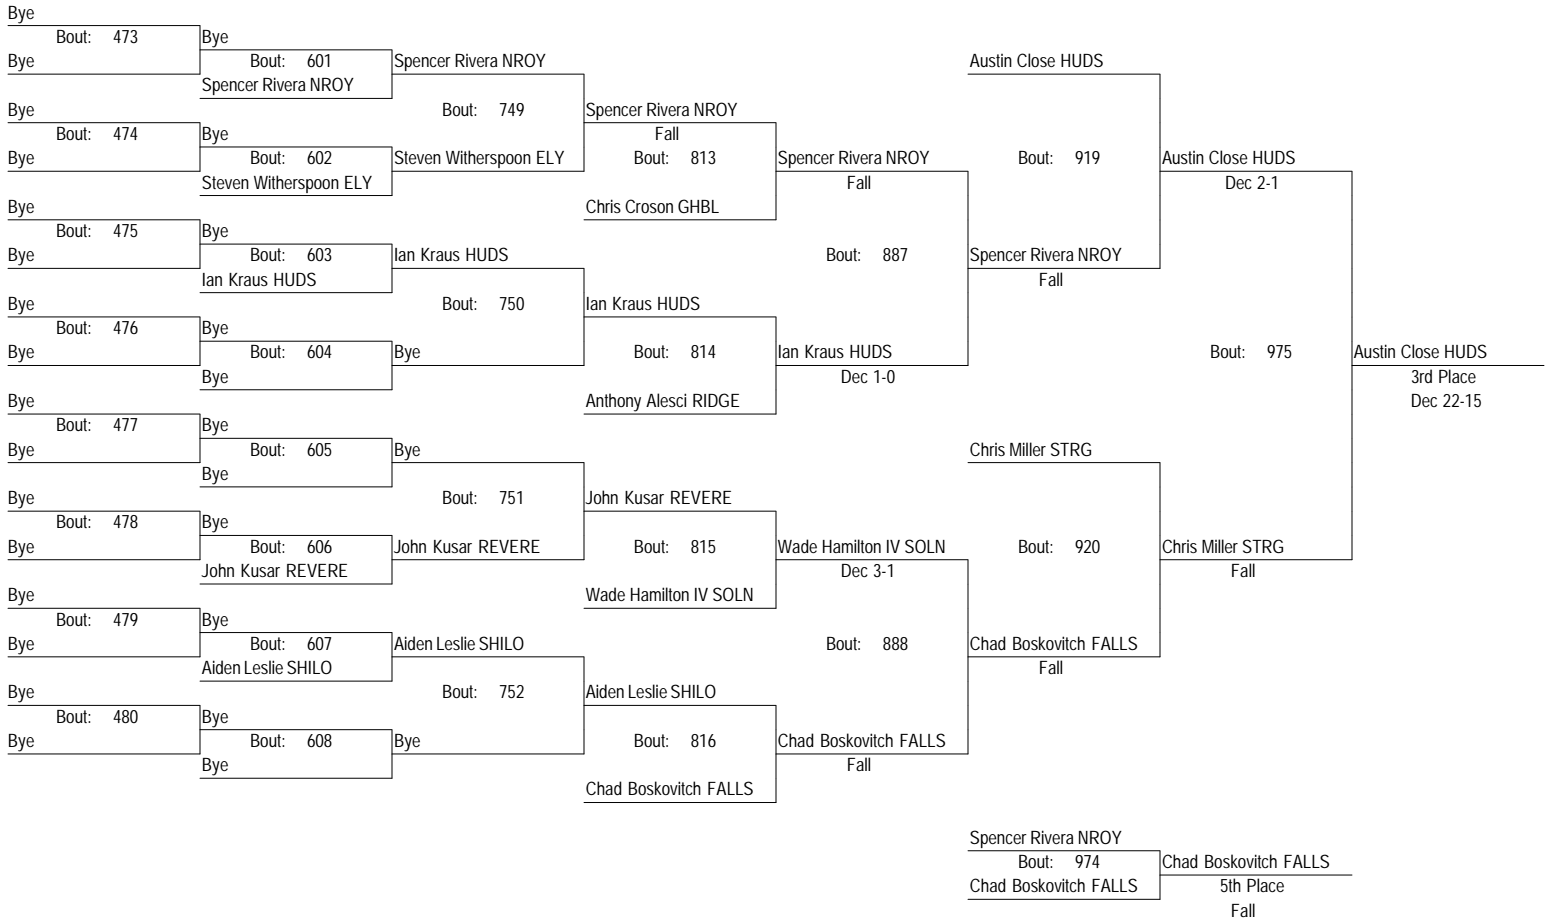 Bye
Bout: 473 Bye
Bye Bout: 601 Spencer Rivera NROY Austin Close HUDS
Spencer Rivera NROY
Bye Bout: 749 Spencer Rivera NROY
Bout: 474 Bye Fall
Bye Bout: 602 Steven Witherspoon ELY Bout: 813 Spencer Rivera NROY Bout: 919 Austin Close HUDS
Steven Witherspoon ELY Fall Dec 2-1
Bye Chris Croson GHBL
Bout: 475 Bye
Bye Bout: 603 Ian Kraus HUDS Bout: 887 Spencer Rivera NROY
Ian Kraus HUDS Fall
Bye Bout: 750 Ian Kraus HUDS
Bout: 476 Bye
Bye Bout: 604 Bye Bout: 814 Ian Kraus HUDS Bout: 975 Austin Close HUDS
Bye Dec 1-0 3rd Place
Bye Anthony Alesci RIDGE Dec 22-15
Bout: 477 Bye
Bye Bout: 605 Bye Chris Miller STRG
Bye
Bye Bout: 751 John Kusar REVERE
Bout: 478 Bye
Bye Bout: 606 John Kusar REVERE Bout: 815 Wade Hamilton IV SOLN Bout: 920 Chris Miller STRG
John Kusar REVERE Dec 3-1 Fall
Bye Wade Hamilton IV SOLN
Bout: 479 Bye
Bye Bout: 607 Aiden Leslie SHILO Bout: 888 Chad Boskovitch FALLS
Aiden Leslie SHILO Fall
Bye Bout: 752 Aiden Leslie SHILO
Bout: 480 Bye
Bye Bout: 608 Bye Bout: 816 Chad Boskovitch FALLS
Bye Fall
Chad Boskovitch FALLS
Spencer Rivera NROY
Bout: 974 Chad Boskovitch FALLS
Chad Boskovitch FALLS 5th Place
Fall